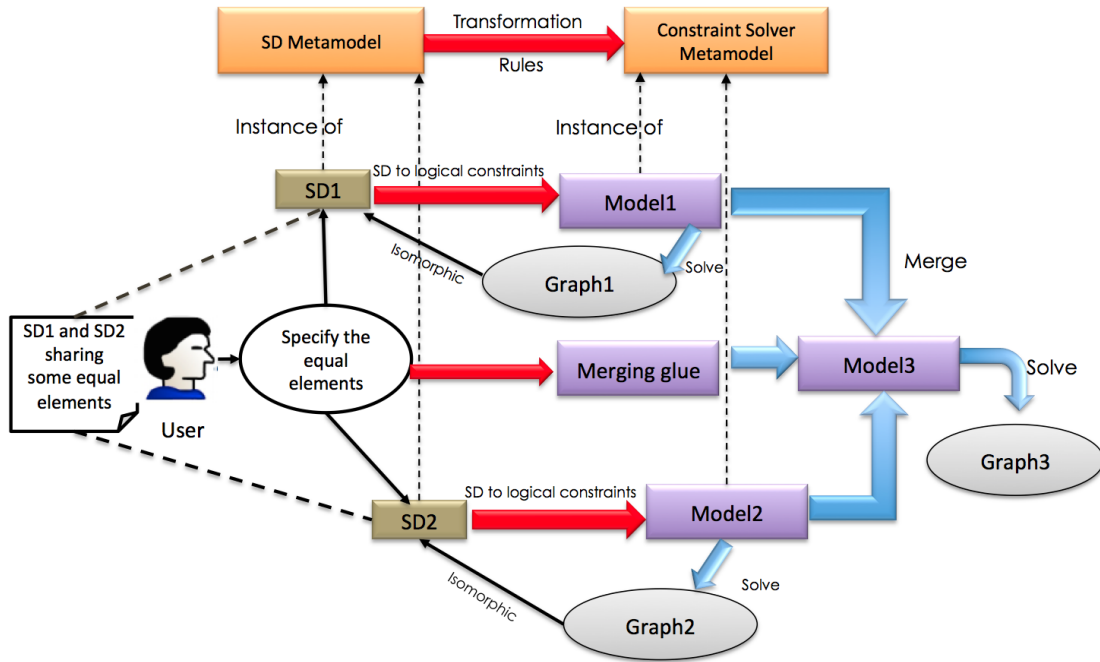 SD Metamodel
Transformation
Rules
Constraint Solver
Metamodel
Instance of
Instance of
SD1
SD to logical constraints
Model1
Isomorphic
Graph1
Solve
Merge
SD1 and SD2
sharing
some equal
elements
User
Specify the
equal
elements
Merging glue
Model3
Solve
Graph3
SD2
SD to logical constraints
Model2
Isomorphic
Graph2
Solve